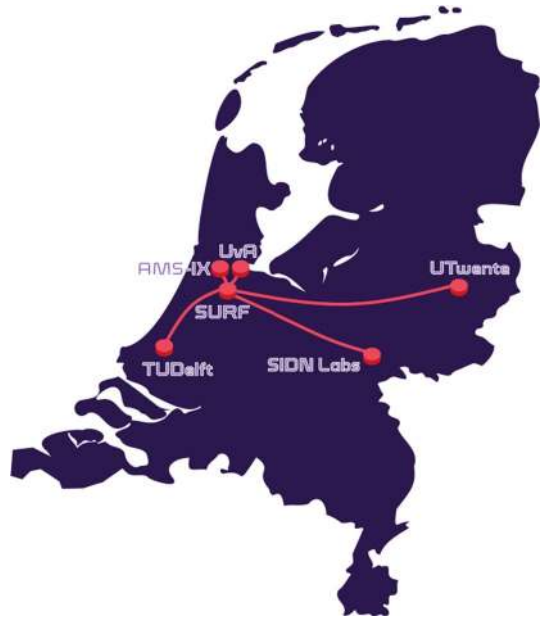 UvA
AMS-IX
UTwente
SURF
SIDN Labs
TUDelft